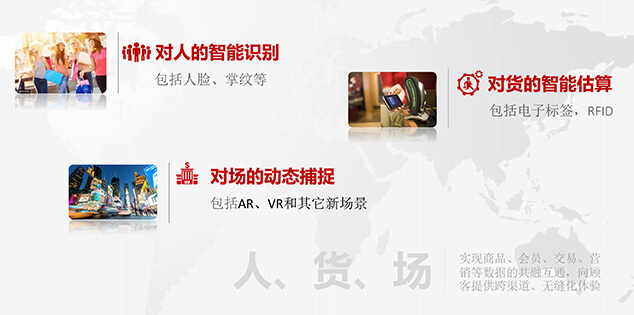 对人的智能识别
包括人脸、掌纹等
对货的智能估算
包括电子标签，RFID
对场的动态捕捉
包括AR、VR和其它新场景
人、货、场
实现商品、会员、交易、营
销等数据的共融互通，向顾
客提供跨渠道、无缝化体验